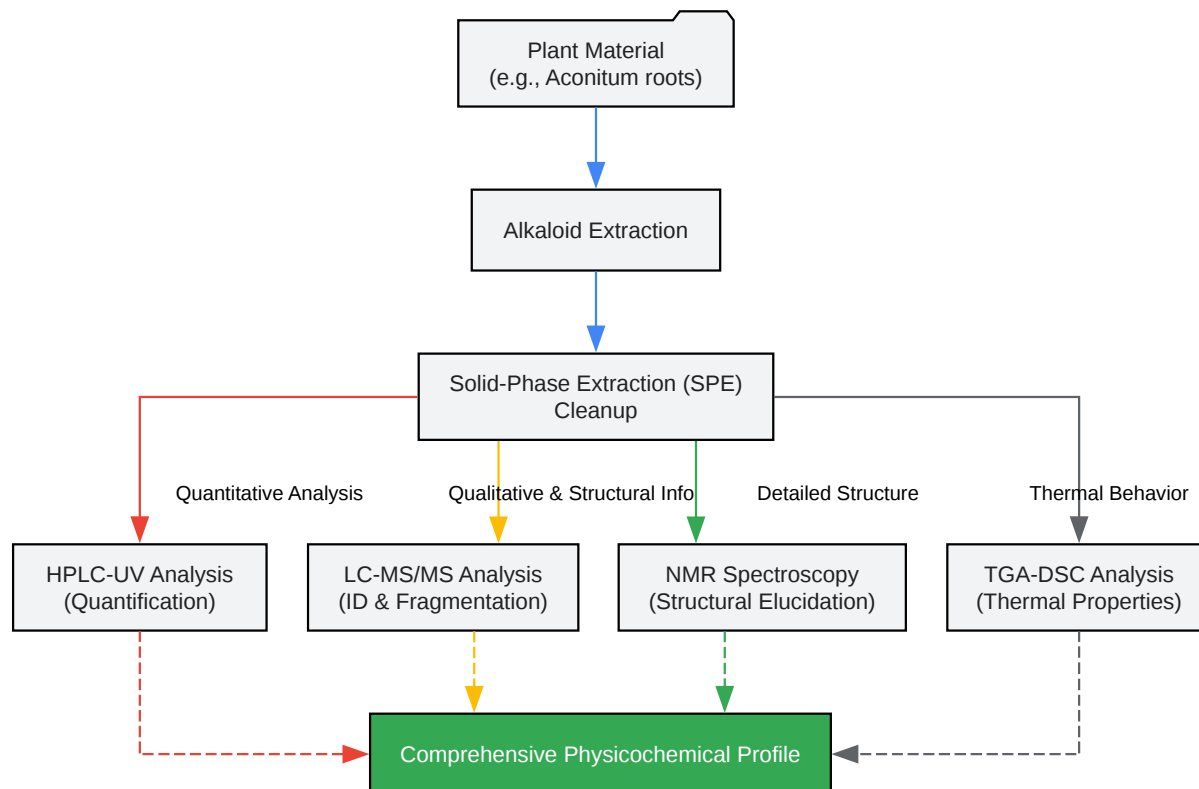 Plant Material
(e.g., Aconitum roots)
Alkaloid Extraction
Solid-Phase Extraction (SPE)
Cleanup
Quantitative Analysis
Qualitative & Structural Info
Detailed Structure
Thermal Behavior
HPLC-UV Analysis
(Quantification)
LC-MS/MS Analysis
(ID & Fragmentation)
NMR Spectroscopy
(Structural Elucidation)
TGA-DSC Analysis
(Thermal Properties)
Comprehensive Physicochemical Profile